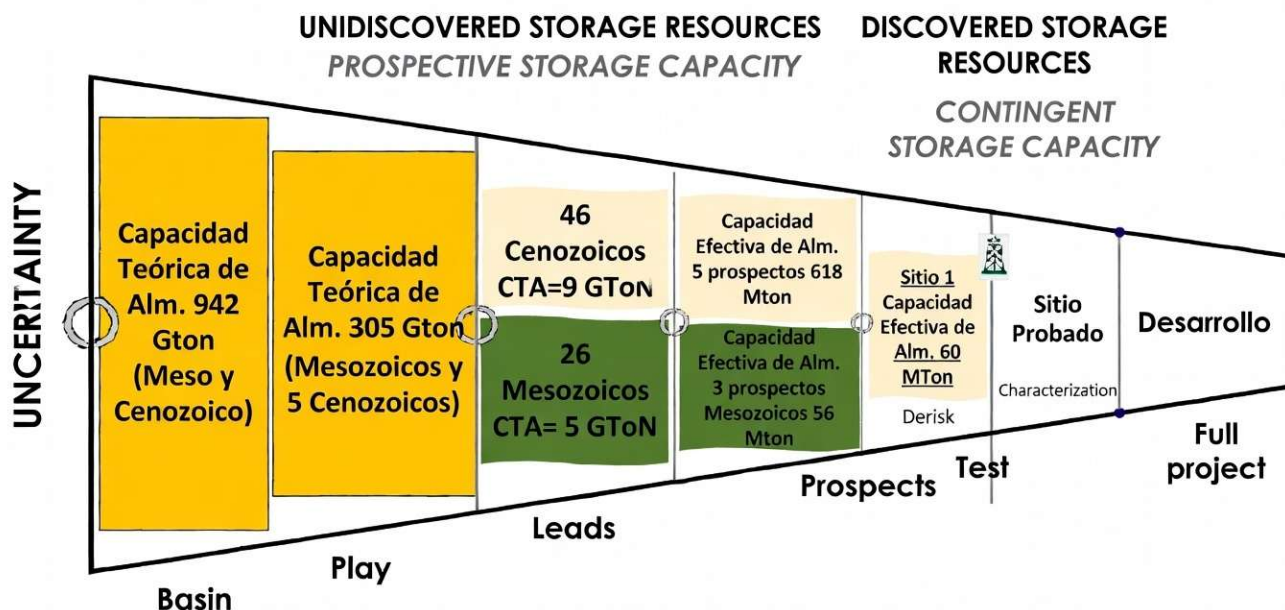 UNIDISCOVERED STORAGE RESOURCES
PROSPECTIVE STORAGE CAPACITY
DISCOVERED STORAGE
RESOURCES
CONTINGENT
STORAGE CAPACITY
UNCERTAINTY
Capacidad
Teórica de
Alm. 942
Gton
(Meso y
Cenozoico)
Capacidad
Teórica de
Alm. 305 Gton
(Mesozoicos y
5 Cenozoicos)
46
Cenozoicos
CTA=9 GToN
26
Mesozoicos
CTA= 5 GToN
Capacidad
Efectiva de Alm.
5 prospectos 618
Mton
Capacidad
Efectiva de Alm.
3 prospectos
Mesozoicos 56
Mton
Sitio 1
Capacidad
Efectiva de
Alm. 60
MTon
Derisk
Sitio
Probado
Characterization
Desarrollo
Basin
Play
Leads
Prospects
Test
Full
project